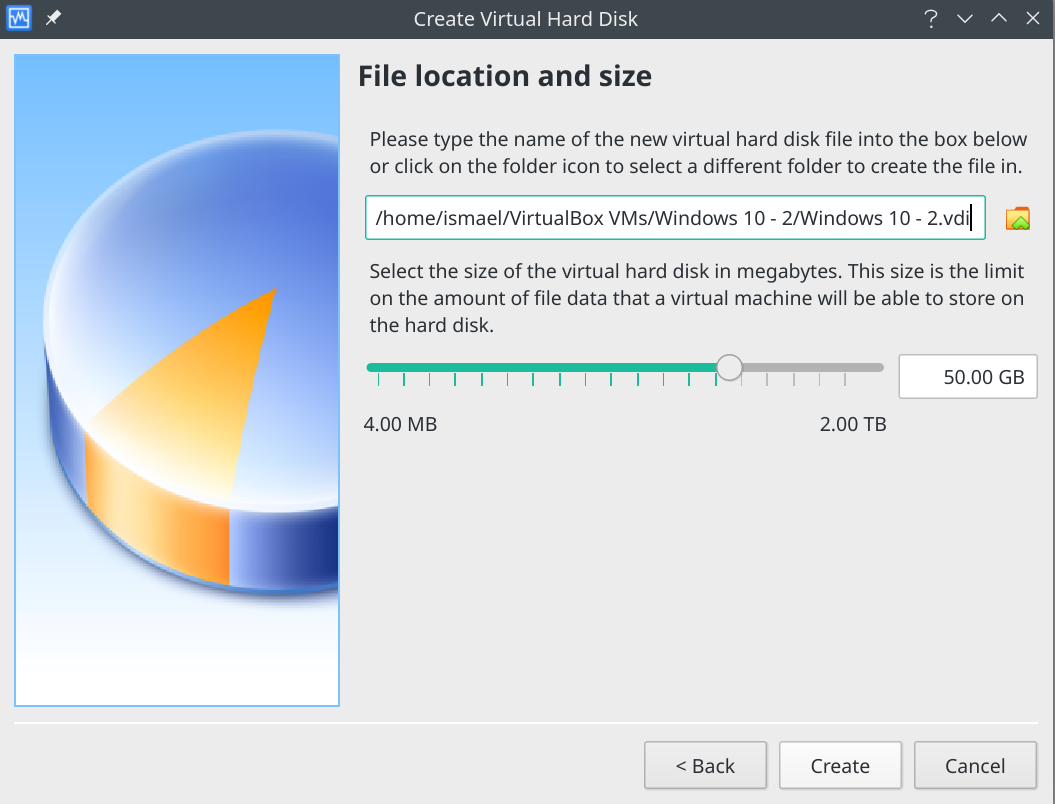 Create Virtual Hard Disk
File location and size
Please type the name of the new virtual hard disk file into the box below
or click on the folder icon to select a different folder to create the file in.
/home/ismael/VirtualBox VMs/Windows 10 - 2/Windows 10 - 2.vdi
Select the size of the virtual hard disk in megabytes. This size is the limit
on the amount of file data that a virtual machine will be able to store on
the hard disk.
50.00 GB
4.00 MB
2.00 TB
< Back
Create
Cancel